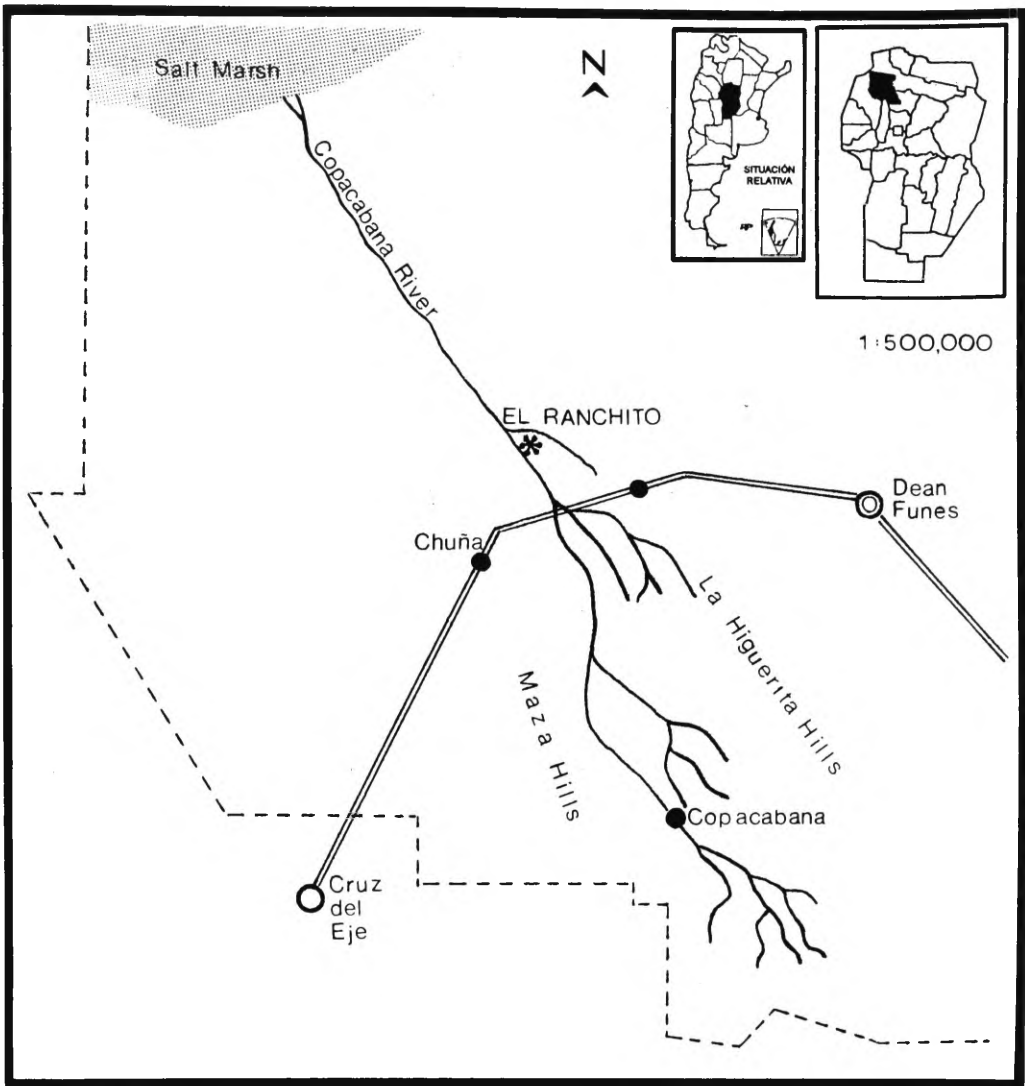 Salt Marsh
N
SITUACIÓN
RELATIVA
1:500,000
Copacabana River
EL RANCHITO
Dean
Funes
Chuña
La Higuerita Hills
Maza Hills
Copacabana
Cruz
del
Eje